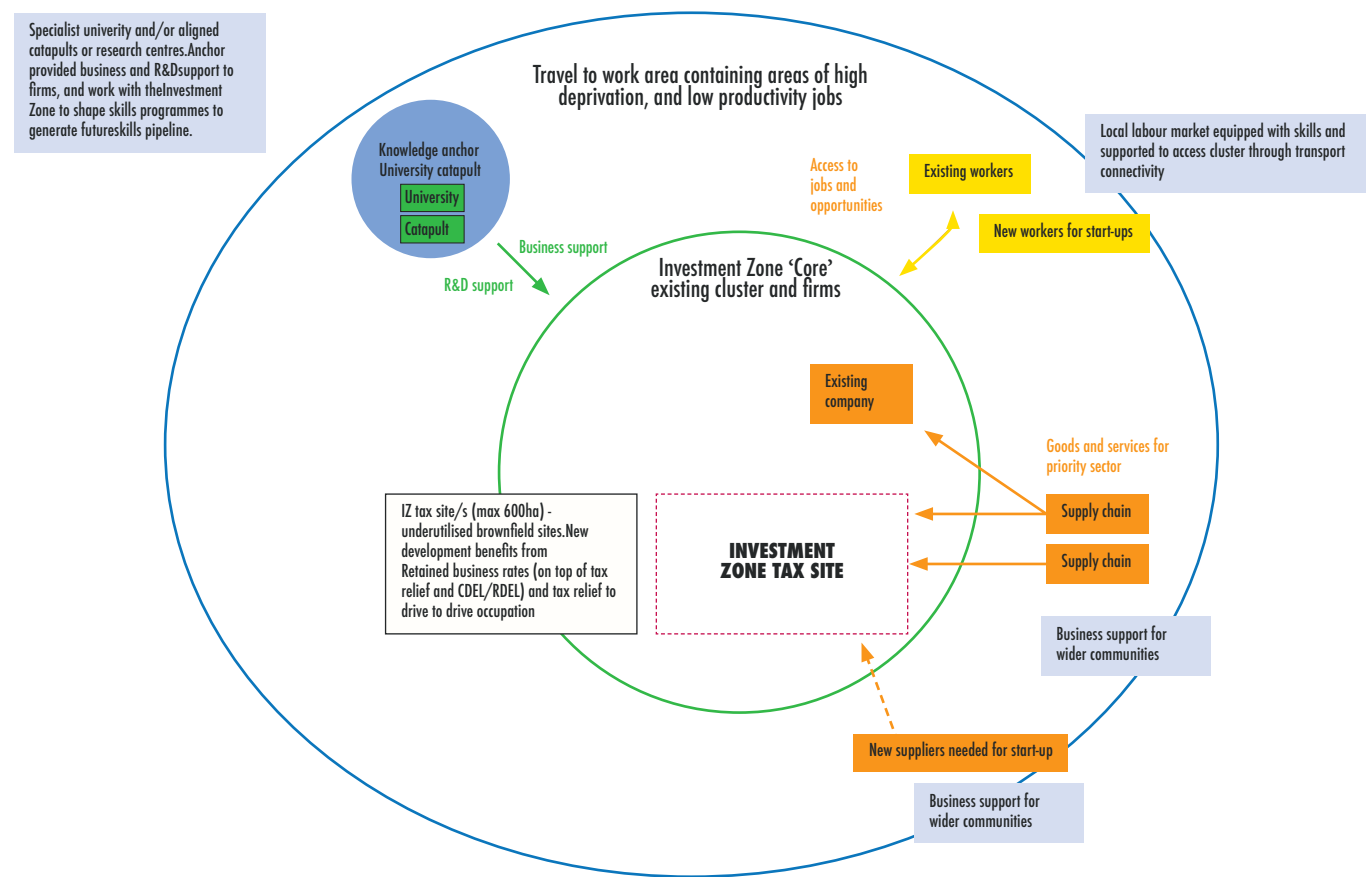 Specialist univerity and/or aligned
catapults or research centres.Anchor
provided business and R&Dsupport to
firms, and work with theInvestment
Zone to shape skills programmes to
generate futureskills pipeline.
Travel to work area containing areas of high
deprivation, and low productivity jobs
Knowledge anchor
University catapult
University
Catapult
Business support
R&D support
Access to
jobs and
opportunities
Existing workers
New workers for start-ups
Local labour market equipped with skills and
supported to access cluster through transport
connectivity
Investment Zone ‘Core’
existing cluster and firms
Existing
company
Goods and services for
priority sector
Supply chain
Supply chain
IZ tax site/s (max 600ha) -
underutilised brownfield sites.New
development benefits from
Retained business rates (on top of tax
relief and CDEL/RDEL) and tax relief to
drive to drive occupation
INVESTMENT
ZONE TAX SITE
Business support for
wider communities
New suppliers needed for start-up
Business support for
wider communities